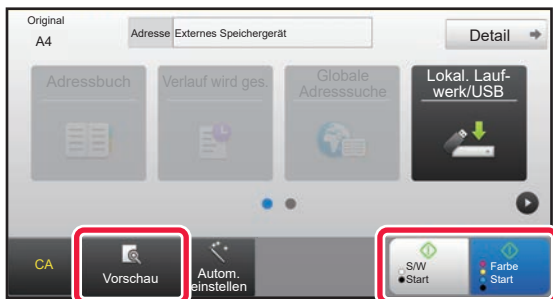 Original
A4
Adresse Externes Speichergerät
Detail
Adressbuch
Verlauf wird ges.
Globale
Adresssuche
Lokal. Lauf-
werk/USB
CA
Vorschau
Autom.
einstellen
S/W
Start
Farbe
Start